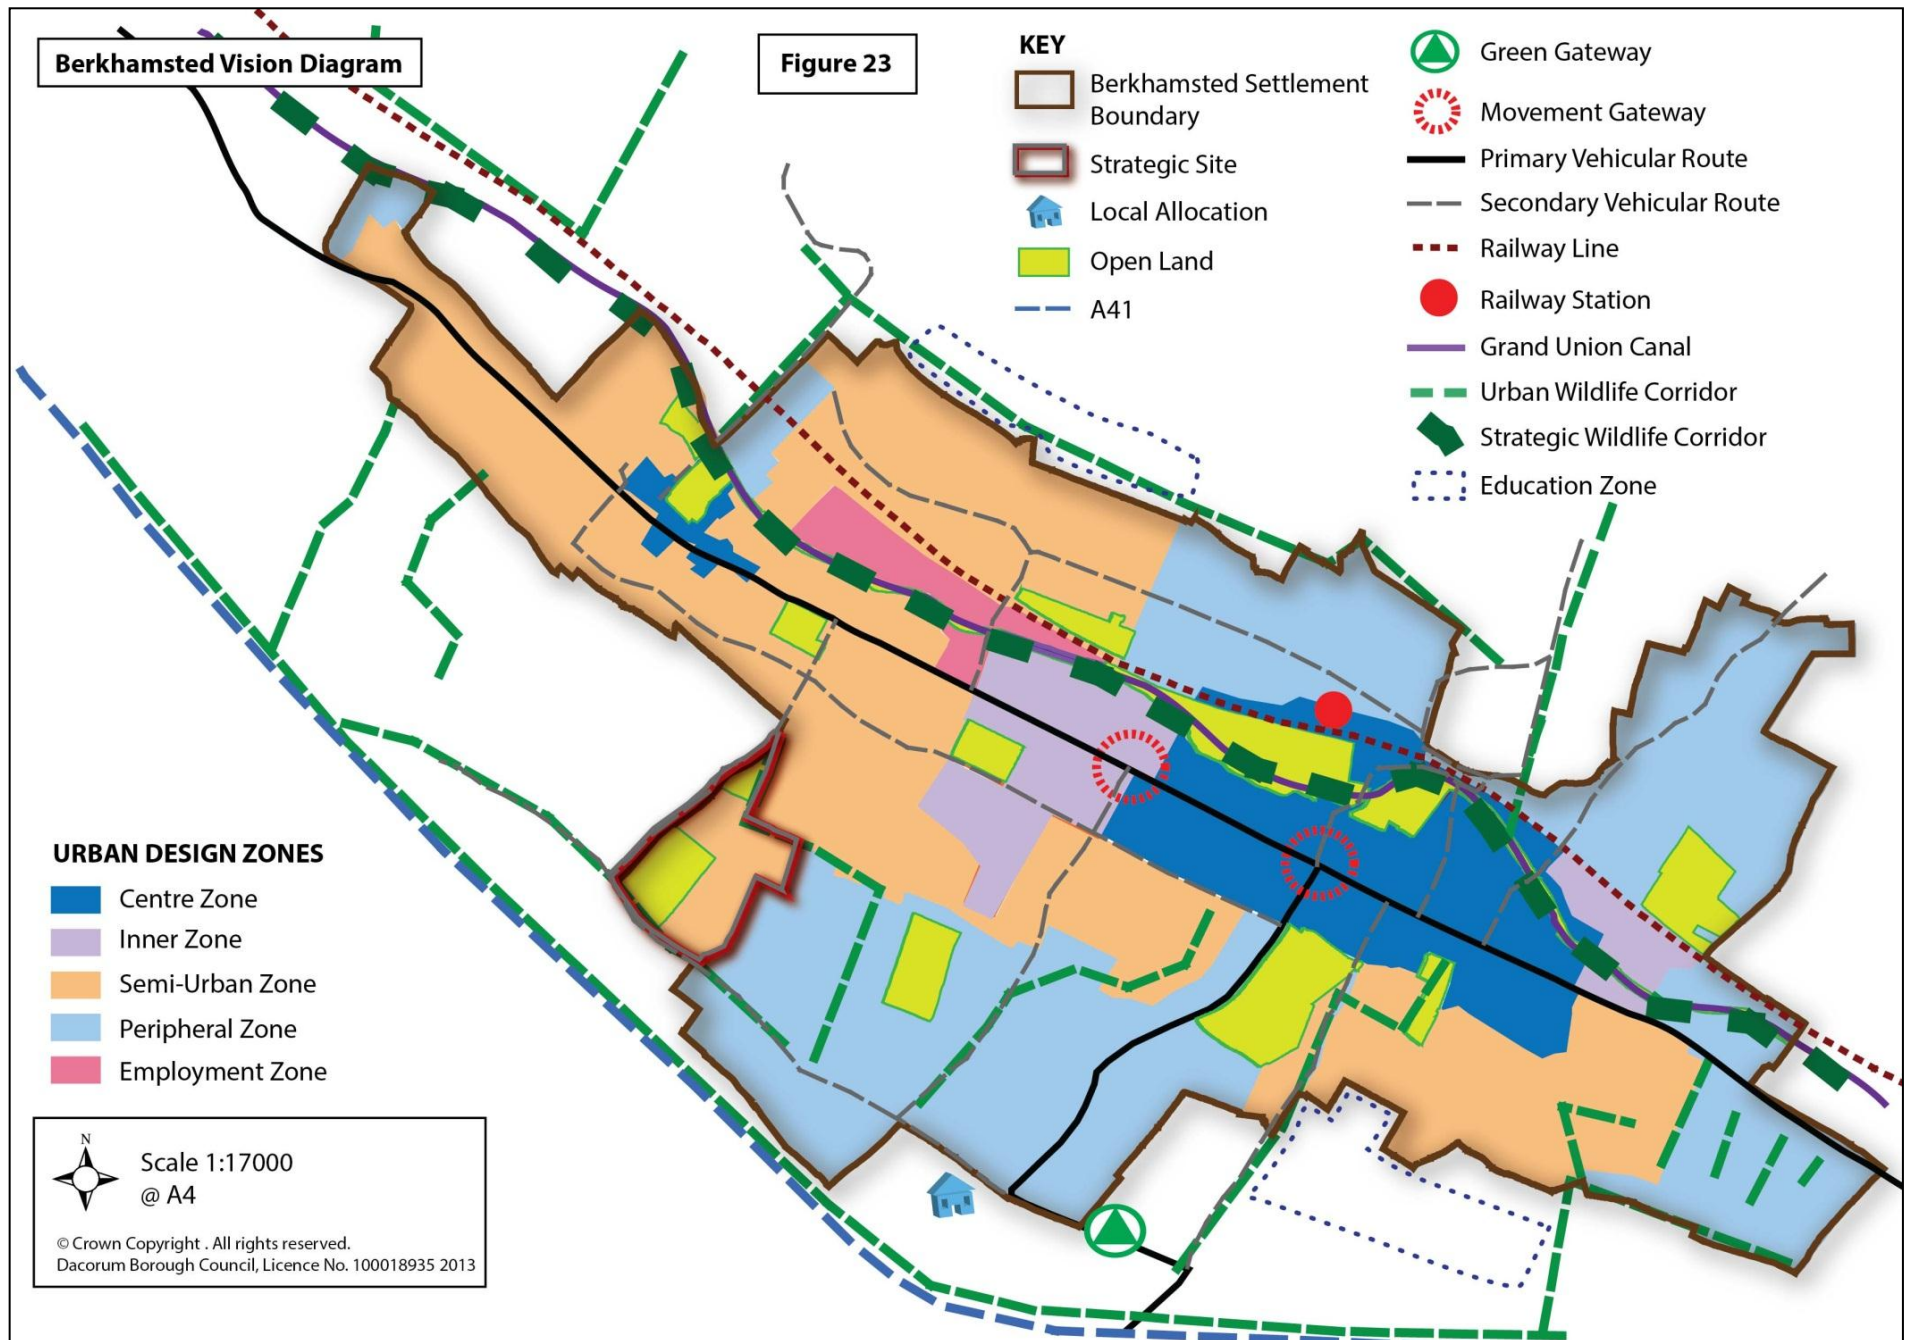 Berkhamsted Vision Diagram
Figure 23
KEY
Berkhamsted Settlement
Boundary
Strategic Site
Local Allocation
Open Land
A41
Green Gateway
Movement Gateway
Primary Vehicular Route
Secondary Vehicular Route
Railway Line
Railway Station
Grand Union Canal
Urban Wildlife Corridor
Strategic Wildlife Corridor
Education Zone
URBAN DESIGN ZONES
Centre Zone
Inner Zone
Semi-Urban Zone
Peripheral Zone
Employment Zone
N
Scale 1:17000
@ A4
© Crown Copyright . All rights reserved.
Dacorum Borough Council, Licence No. 100018935 2013